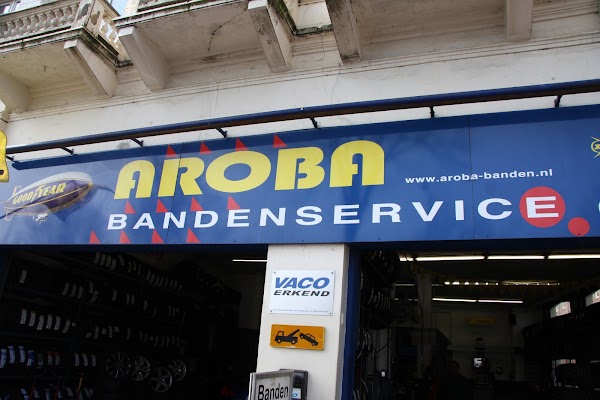 GOODYEAR
AROBA
www.aroba-banden.nl
BANDENSERVICE
VACO
ERKEND
Banden